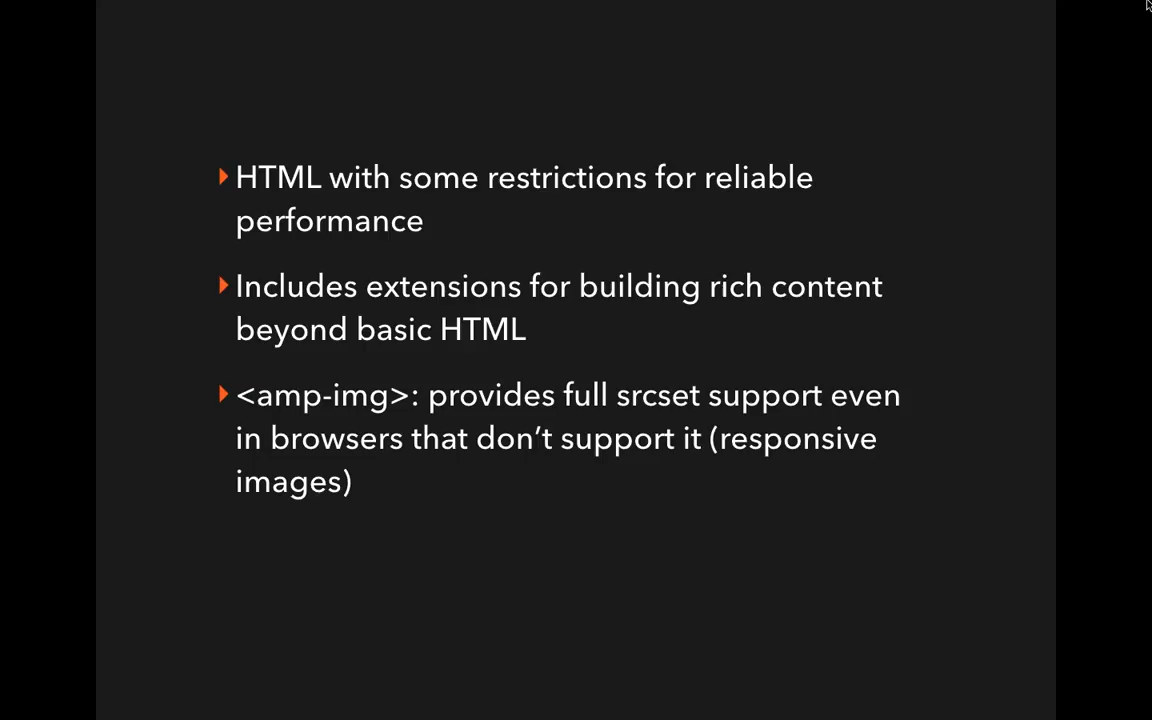 HTML with some restrictions for reliable
performance
Includes extensions for building rich content
beyond basic HTML
<amp-img>: provides full srcset support even
in browsers that don’t support it (responsive
images)